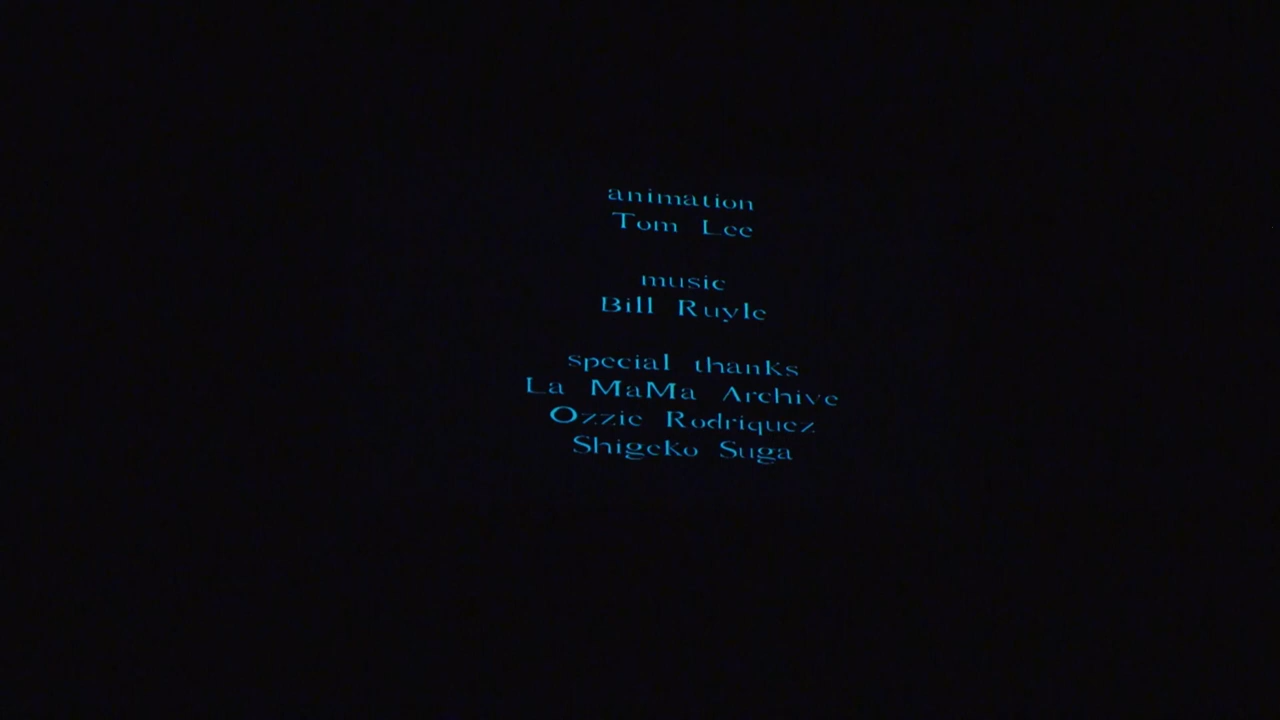 animation
Tom Lee
music
Bill Ruyle
special thanks
La MaMa Archive
Ozzie Rodriquez
Shigeko Suga